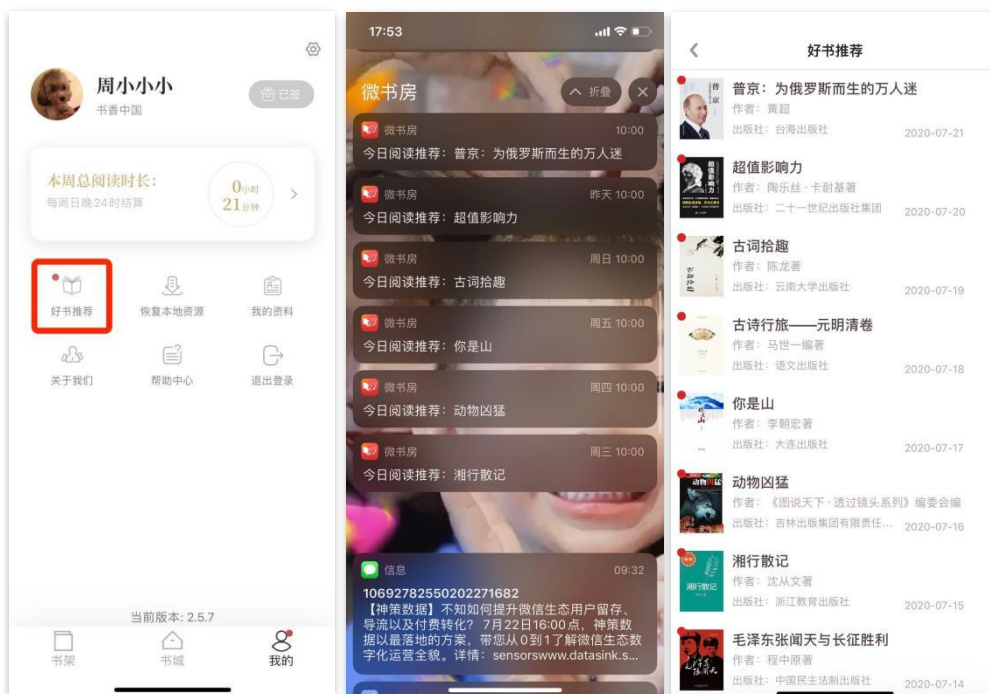 周小小小
书香中国
已签
本周总阅读时长：
每周日晚24时结算
0小时
21分钟
好书推荐
恢复本地资源
我的资料
关于我们
帮助中心
退出登录
当前版本: 2.5.7
书架
书城
我的
17:53
微书房
折叠
微书房 10:00
今日阅读推荐：普京：为俄罗斯而生的万人迷
微书房 昨天 10:00
今日阅读推荐：超值影响力
微书房 周日 10:00
今日阅读推荐：古词拾趣
微书房 周五 10:00
今日阅读推荐：你是山
微书房 周四 10:00
今日阅读推荐：动物凶猛
微书房 周三 10:00
今日阅读推荐：湘行散记
信息 09:32
10692782550202271682
【神策数据】不知如何提升微信生态用户留存、
导流以及付费转化？ 7月22日16:00点，神策数
据以最落地的方案，带您从0到1了解微信生态数
字化运营全貌。详情：sensorswww.datasink.s...
好书推荐
普京：为俄罗斯而生的万人迷
作者：黄超
出版社：台海出版社 2020-07-21
超值影响力
作者：陶乐丝·卡耐基著
出版社：二十一世纪出版社集团 2020-07-20
古词拾趣
作者：陈龙著
出版社：云南大学出版社 2020-07-19
古诗行旅——元明清卷
作者：马世一编著
出版社：语文出版社 2020-07-18
你是山
作者：李朝宏著
出版社：大连出版社 2020-07-17
动物凶猛
作者：《图说天下·透过镜头系列》编委会编
出版社：吉林出版集团有限责任... 2020-07-16
湘行散记
作者：沈从文著
出版社：浙江教育出版社 2020-07-15
毛泽东张闻天与长征胜利
作者：程中原著
出版社：中国民主法制出版社 2020-07-14